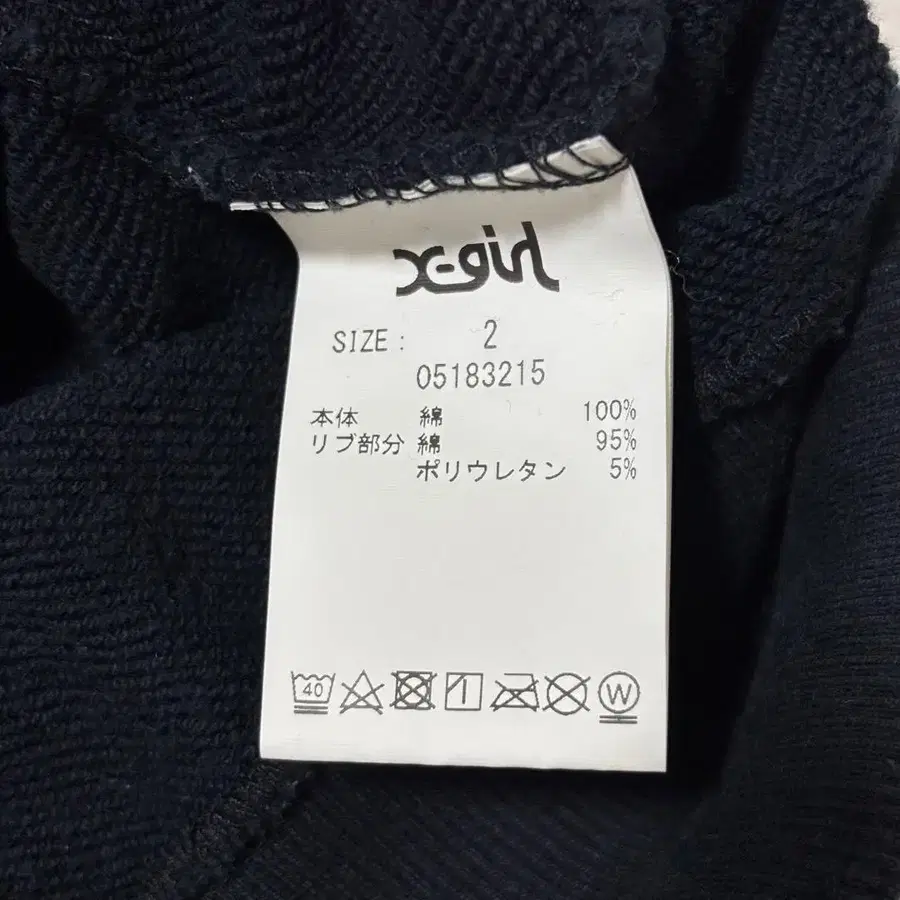 X-girl
SIZE : 2
05183215
本体 綿 100%
リブ部分 綿 95%
ポリウレタン 5%
40 W